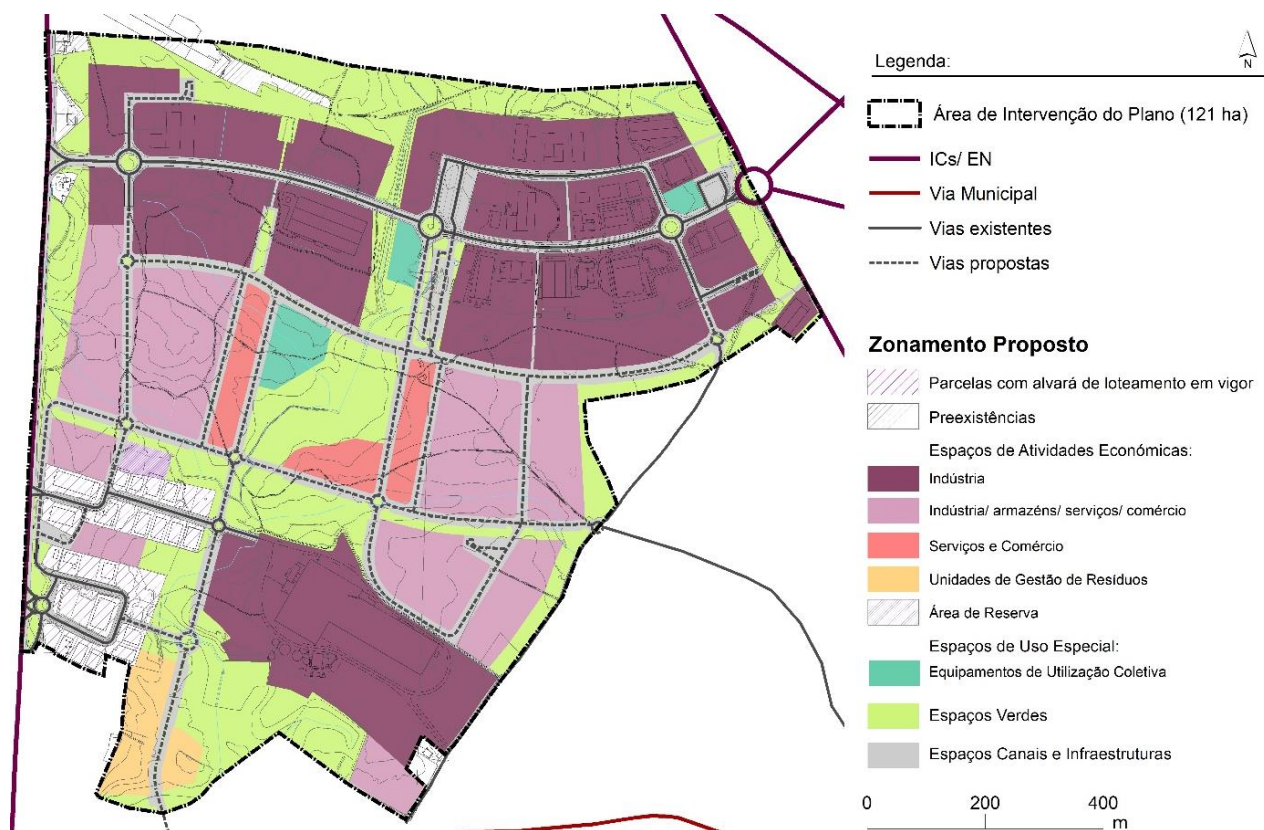 Legenda:
N
Área de Intervenção do Plano (121 ha)
ICs/ EN
Via Municipal
Vias existentes
Vias propostas
Zonamento Proposto
Parcelas com alvará de loteamento em vigor
Preexistências
Espaços de Atividades Económicas:
Indústria
Indústria/ armazéns/ serviços/ comércio
Serviços e Comércio
Unidades de Gestão de Resíduos
Área de Reserva
Espaços de Uso Especial:
Equipamentos de Utilização Coletiva
Espaços Verdes
Espaços Canais e Infraestruturas
0 200 400
m